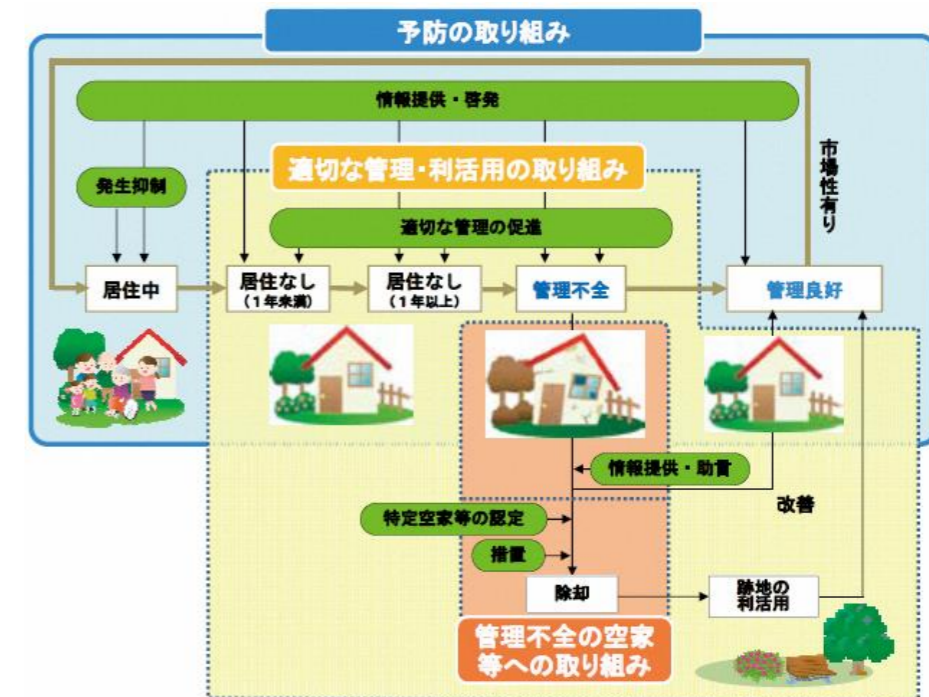 予防の取り組み
情報提供・啓発
市場性有り
適切な管理・利活用の取り組み
発生抑制
適切な管理の促進
居住中
居住なし
(1年未満)
居住なし
(1年以上)
管理不全
管理良好
情報提供・助言
改善
特定空家等の認定
措置
除却
跡地の
利活用
管理不全の空家
等への取り組み